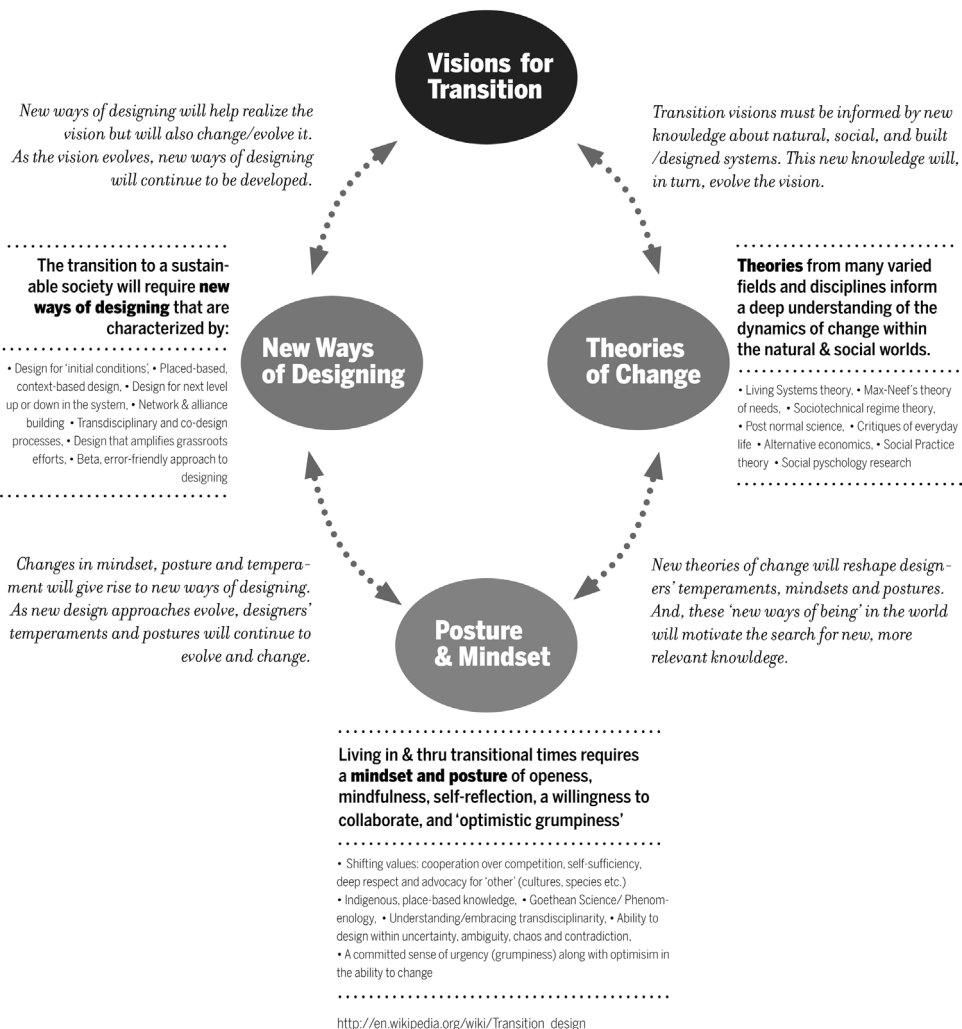 Visions for
Transition
New ways of designing will help realize the
vision but will also change/evolve it.
As the vision evolves, new ways of designing
will continue to be developed.
Transition visions must be informed by new
knowledge about natural, social, and built
/designed systems. This new knowledge will,
in turn, evolve the vision.
The transition to a sustain-
able society will require new
ways of designing that are
characterized by:
• Design for ‘initial conditions’, • Placed-based,
context-based design, • Design for next level
up or down in the system, • Network & alliance
building • Transdisciplinary and co-design
processes, • Design that amplifies grassroots
efforts, • Beta, error-friendly approach to
designing
New Ways
of Designing
Theories
of Change
Theories from many varied
fields and disciplines inform
a deep understanding of the
dynamics of change within
the natural & social worlds.
• Living Systems theory, • Max-Neef’s theory
of needs, • Sociotechnical regime theory,
• Post normal science, • Critiques of everyday
life • Alternative economics, • Social Practice
theory • Social pyschology research
Changes in mindset, posture and tempera-
ment will give rise to new ways of designing.
As new design approaches evolve, designers’
temperaments and postures will continue to
evolve and change.
New theories of change will reshape design-
ers’ temperaments, mindsets and postures.
And, these ‘new ways of being’ in the world
will motivate the search for new, more
relevant knowldege.
Posture
& Mindset
Living in & thru transitional times requires
a mindset and posture of openess,
mindfulness, self-reflection, a willingness to
collaborate, and ‘optimistic grumpiness’
• Shifting values: cooperation over competition, self-sufficiency,
deep respect and advocacy for ‘other’ (cultures, species etc.)
• Indigenous, place-based knowledge, • Goethean Science/ Phenom-
enology, • Understanding/embracing transdisciplinarity, • Ability to
design within uncertainty, ambiguity, chaos and contradiction,
• A committed sense of urgency (grumpiness) along with optimisim in
the ability to change
http://en.wikipedia.org/wiki/Transition_design